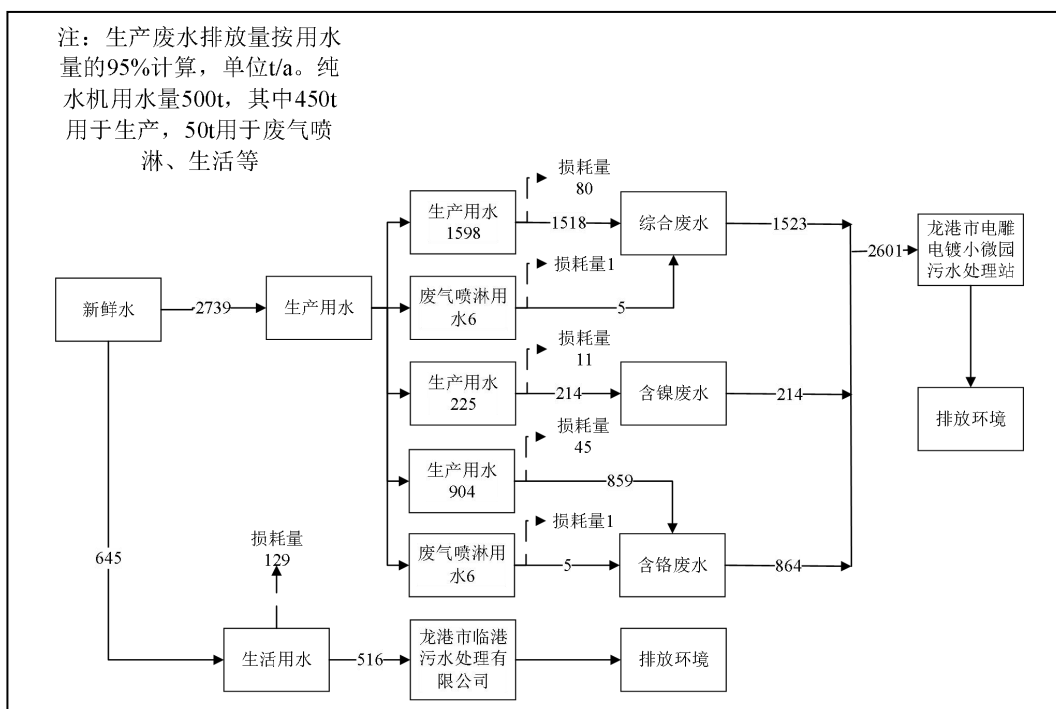 注：生产废水排放量按用水
量的95%计算，单位t/a。纯
水机用水量500t，其中450t
用于生产，50t用于废气喷
淋、生活等
损耗量
80
生产用水
1598
1518
综合废水
1523
龙港市电雕
电镀小微园
污水处理站
2601
损耗量1
新鲜水
2739
生产用水
废气喷淋用
水6
5
损耗量
11
生产用水
225
214
含镍废水
214
排放环境
损耗量
45
生产用水
904
859
645
损耗量
129
损耗量1
废气喷淋用
水6
5
含铬废水
864
生活用水
516
龙港市临港
污水处理有
限公司
排放环境